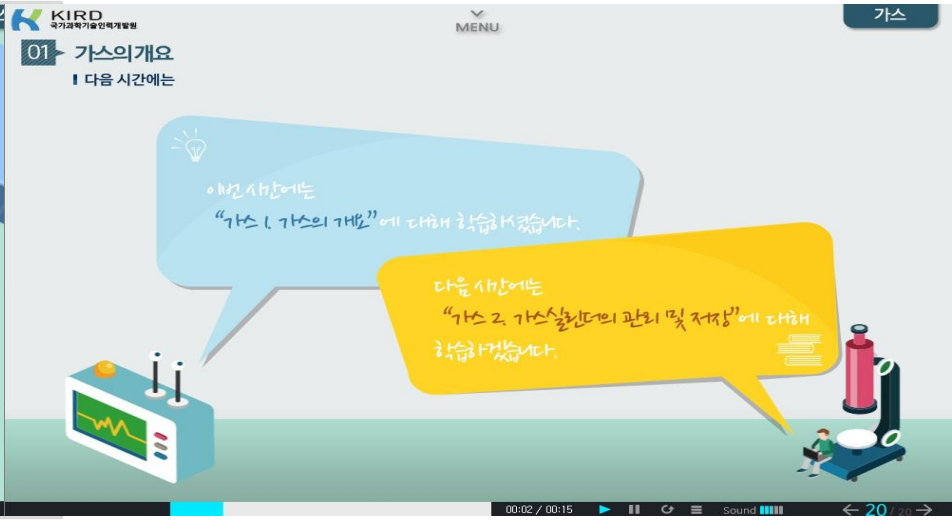 KIRD
국가과학기술인력개발원
MENU
가스
01 가스의 개요
다음 시간에는
이번 시간에는
“가스 1. 가스의 개요”에 대해 학습하셨습니다.
다음 시간에는
“가스 2. 가스실린더의 관리 및 저장”에 대해
학습하겠습니다.
00:02 / 00:15
Sound
← 20 / 20 →